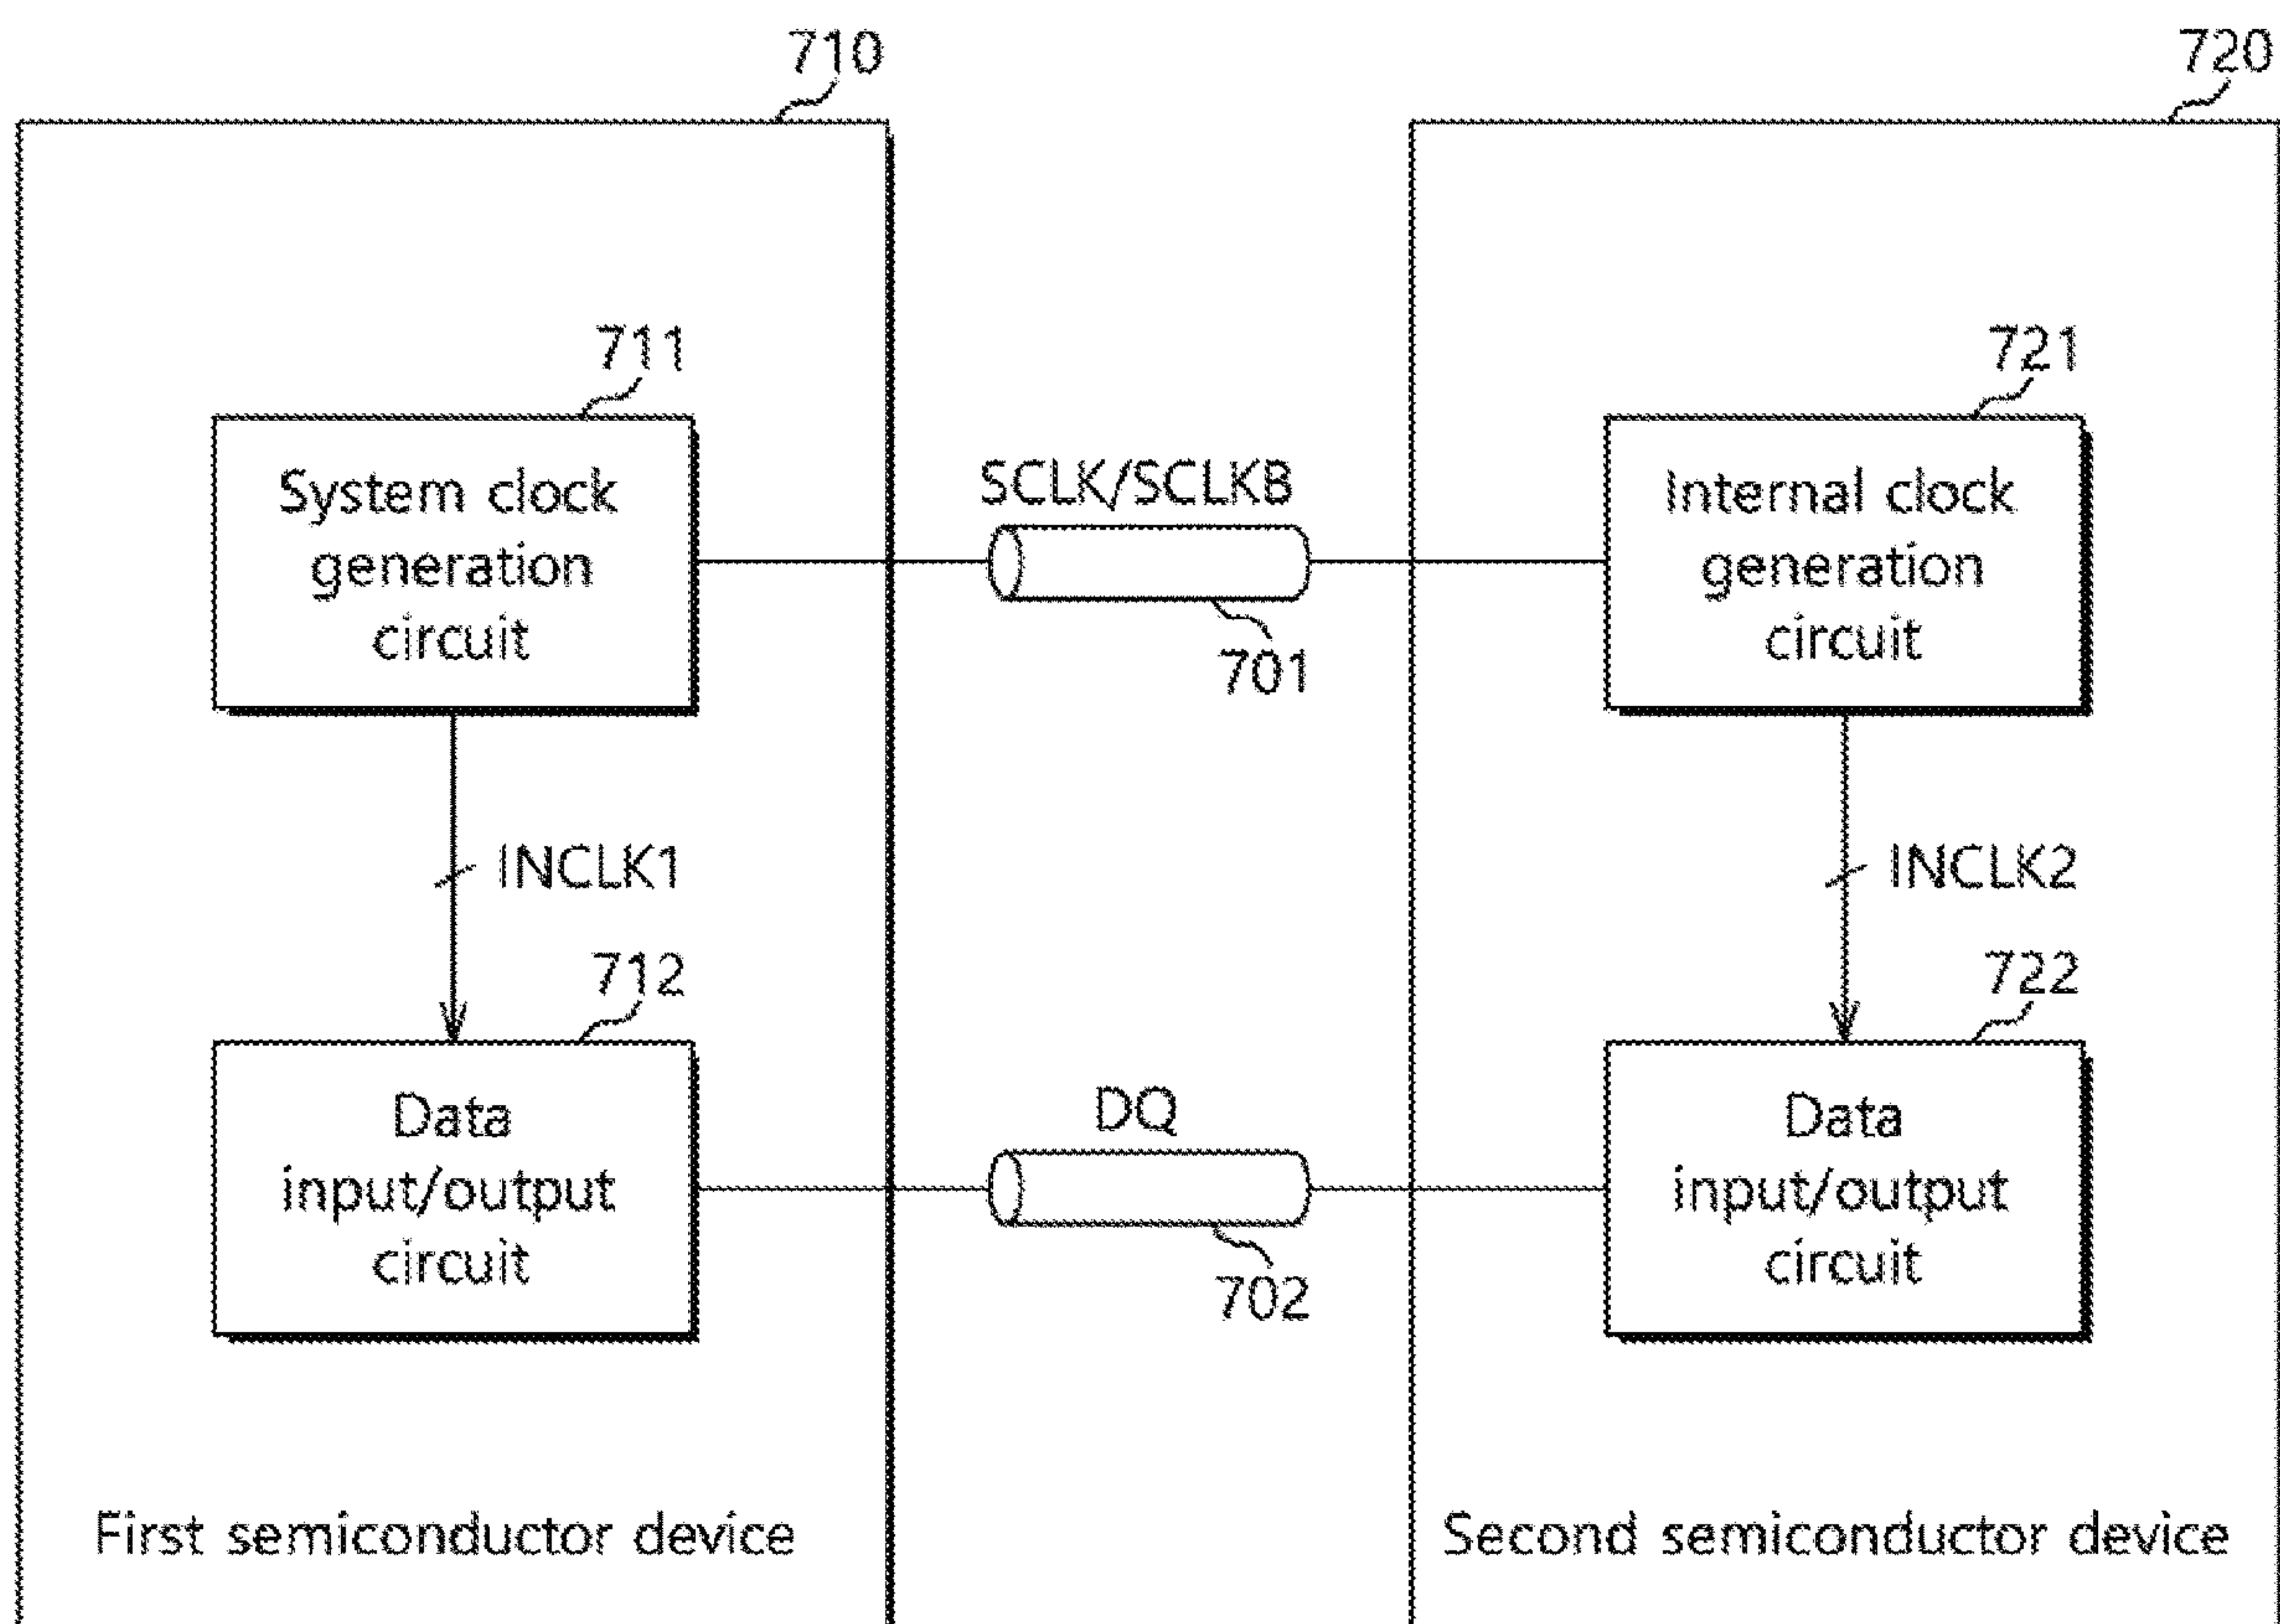 710
720
711
721
System clock
generation
circuit
SCLK/SCLKB
701
Internal clock
generation
circuit
INCLK1
INCLK2
712
722
Data
input/output
circuit
DQ
702
Data
input/output
circuit
First semiconductor device
Second semiconductor device